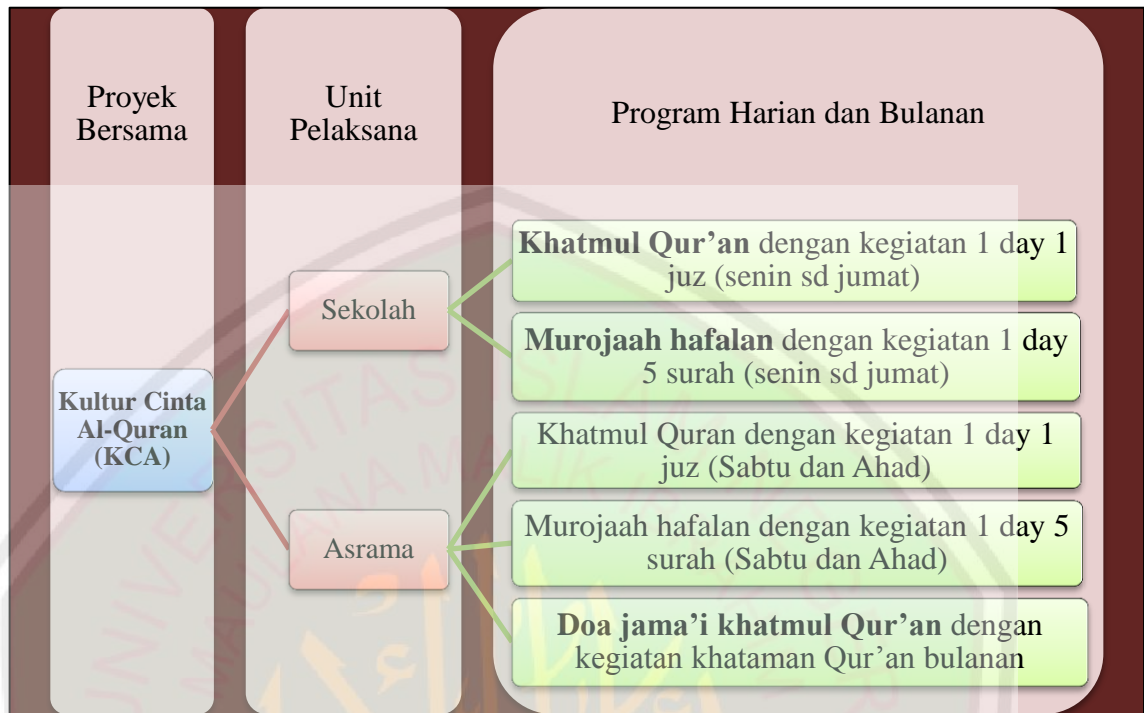 Proyek
Bersama
Unit
Pelaksana
Program Harian dan Bulanan
Kultur Cinta
Al-Quran
(KCA)
Sekolah
Khatmul Qur’an dengan kegiatan 1 day 1
juz (senin sd jumat)
Murojaah hafalan dengan kegiatan 1 day
5 surah (senin sd jumat)
Asrama
Khatmul Quran dengan kegiatan 1 day 1
juz (Sabtu dan Ahad)
Murojaah hafalan dengan kegiatan 1 day 5
surah (Sabtu dan Ahad)
Doa jama’i khatmul Qur’an dengan
kegiatan khataman Qur’an bulanan